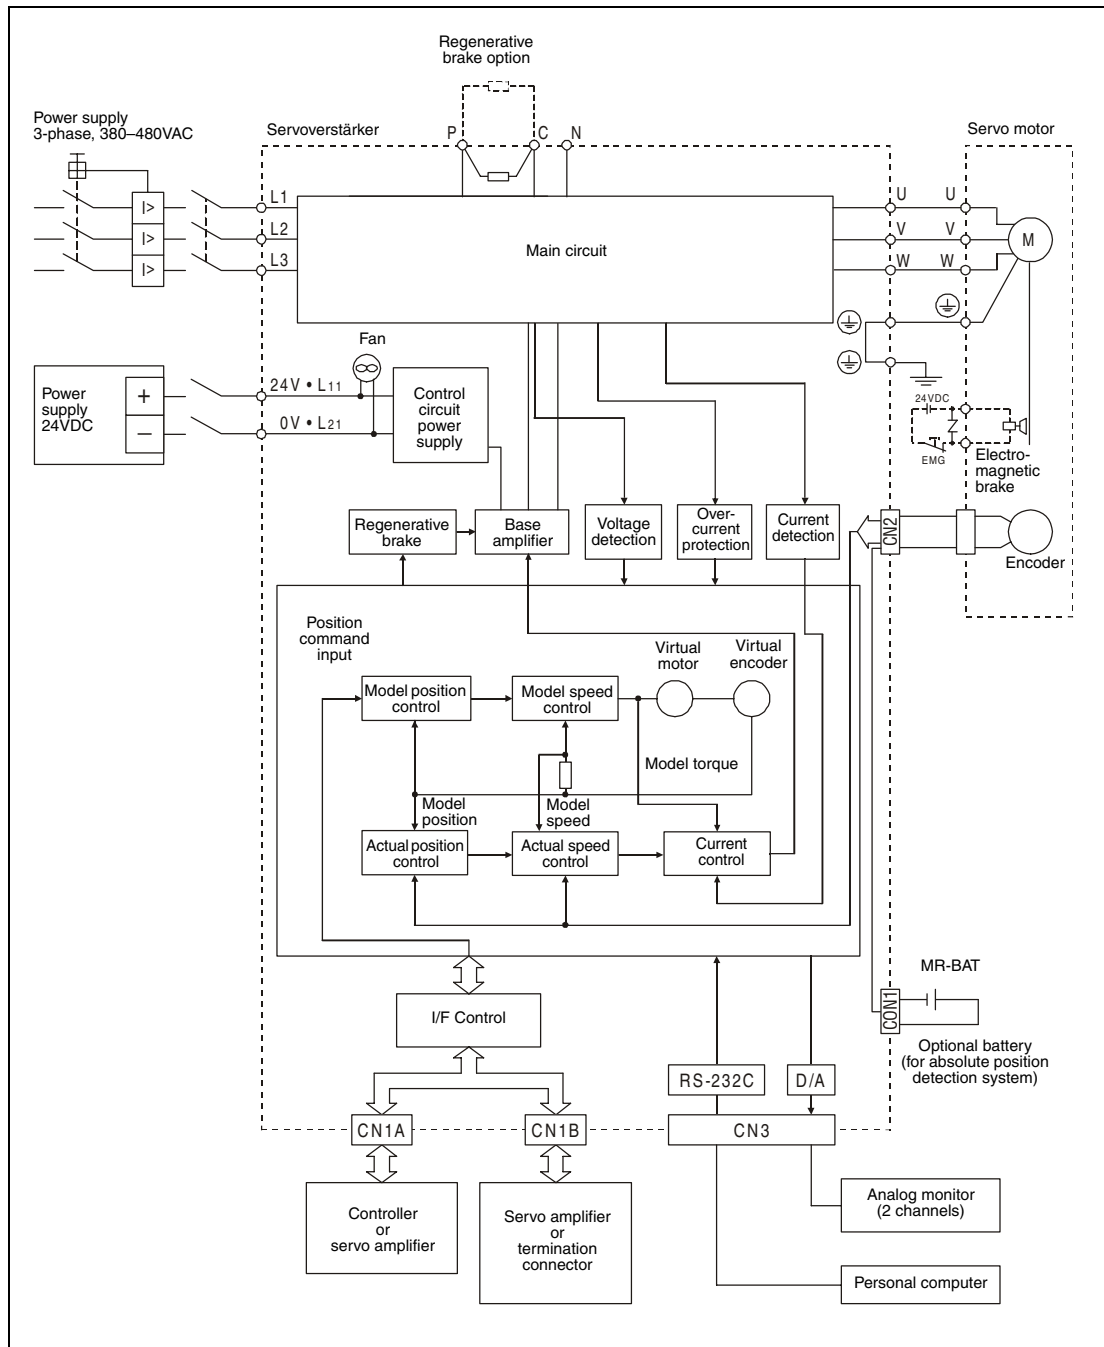 Regenerative
brake option
Power supply
3-phase, 380–480VAC
Servoverstärker
P
C
N
Servo motor
L1
L2
L3
I>
I>
I>
Main circuit
U
V
W
U
V
W
M
Fan
Power
supply
24VDC
+
–
24V • L11
0V • L21
Control
circuit
power
supply
24VDC
EMG
Electro-
magnetic
brake
Regenerative
brake
Base
amplifier
Voltage
detection
Over-
current
protection
Current
detection
CN2
Encoder
Position
command
input
Virtual
motor
Virtual
encoder
Model position
control
Model speed
control
Model torque
Model
position
Model
speed
Actual position
control
Actual speed
control
Current
control
MR-BAT
CON1
Optional battery
(for absolute position
detection system)
I/F Control
RS-232C
D/A
CN1A
CN1B
CN3
Controller
or
servo amplifier
Servo amplifier
or
termination
connector
Analog monitor
(2 channels)
Personal computer